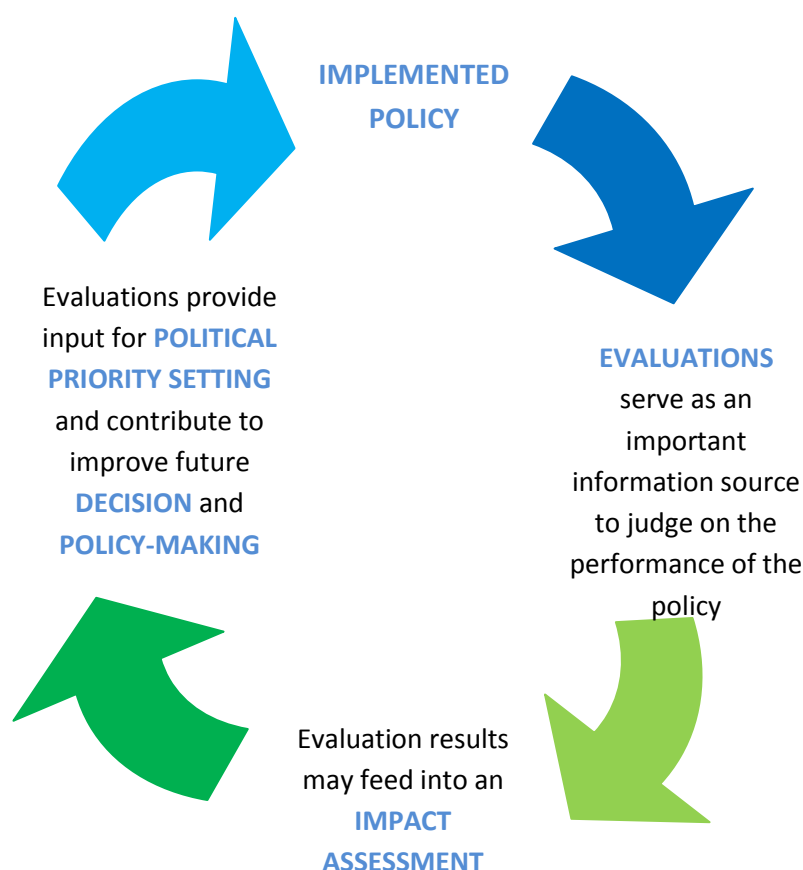 IMPLEMENTED
POLICY
EVALUATIONS
serve as an
important
information source
to judge on the
performance of the
policy
Evaluation results
may feed into an
IMPACT
ASSESSMENT
Evaluations provide
input for POLITICAL
PRIORITY SETTING
and contribute to
improve future
DECISION and
POLICY-MAKING